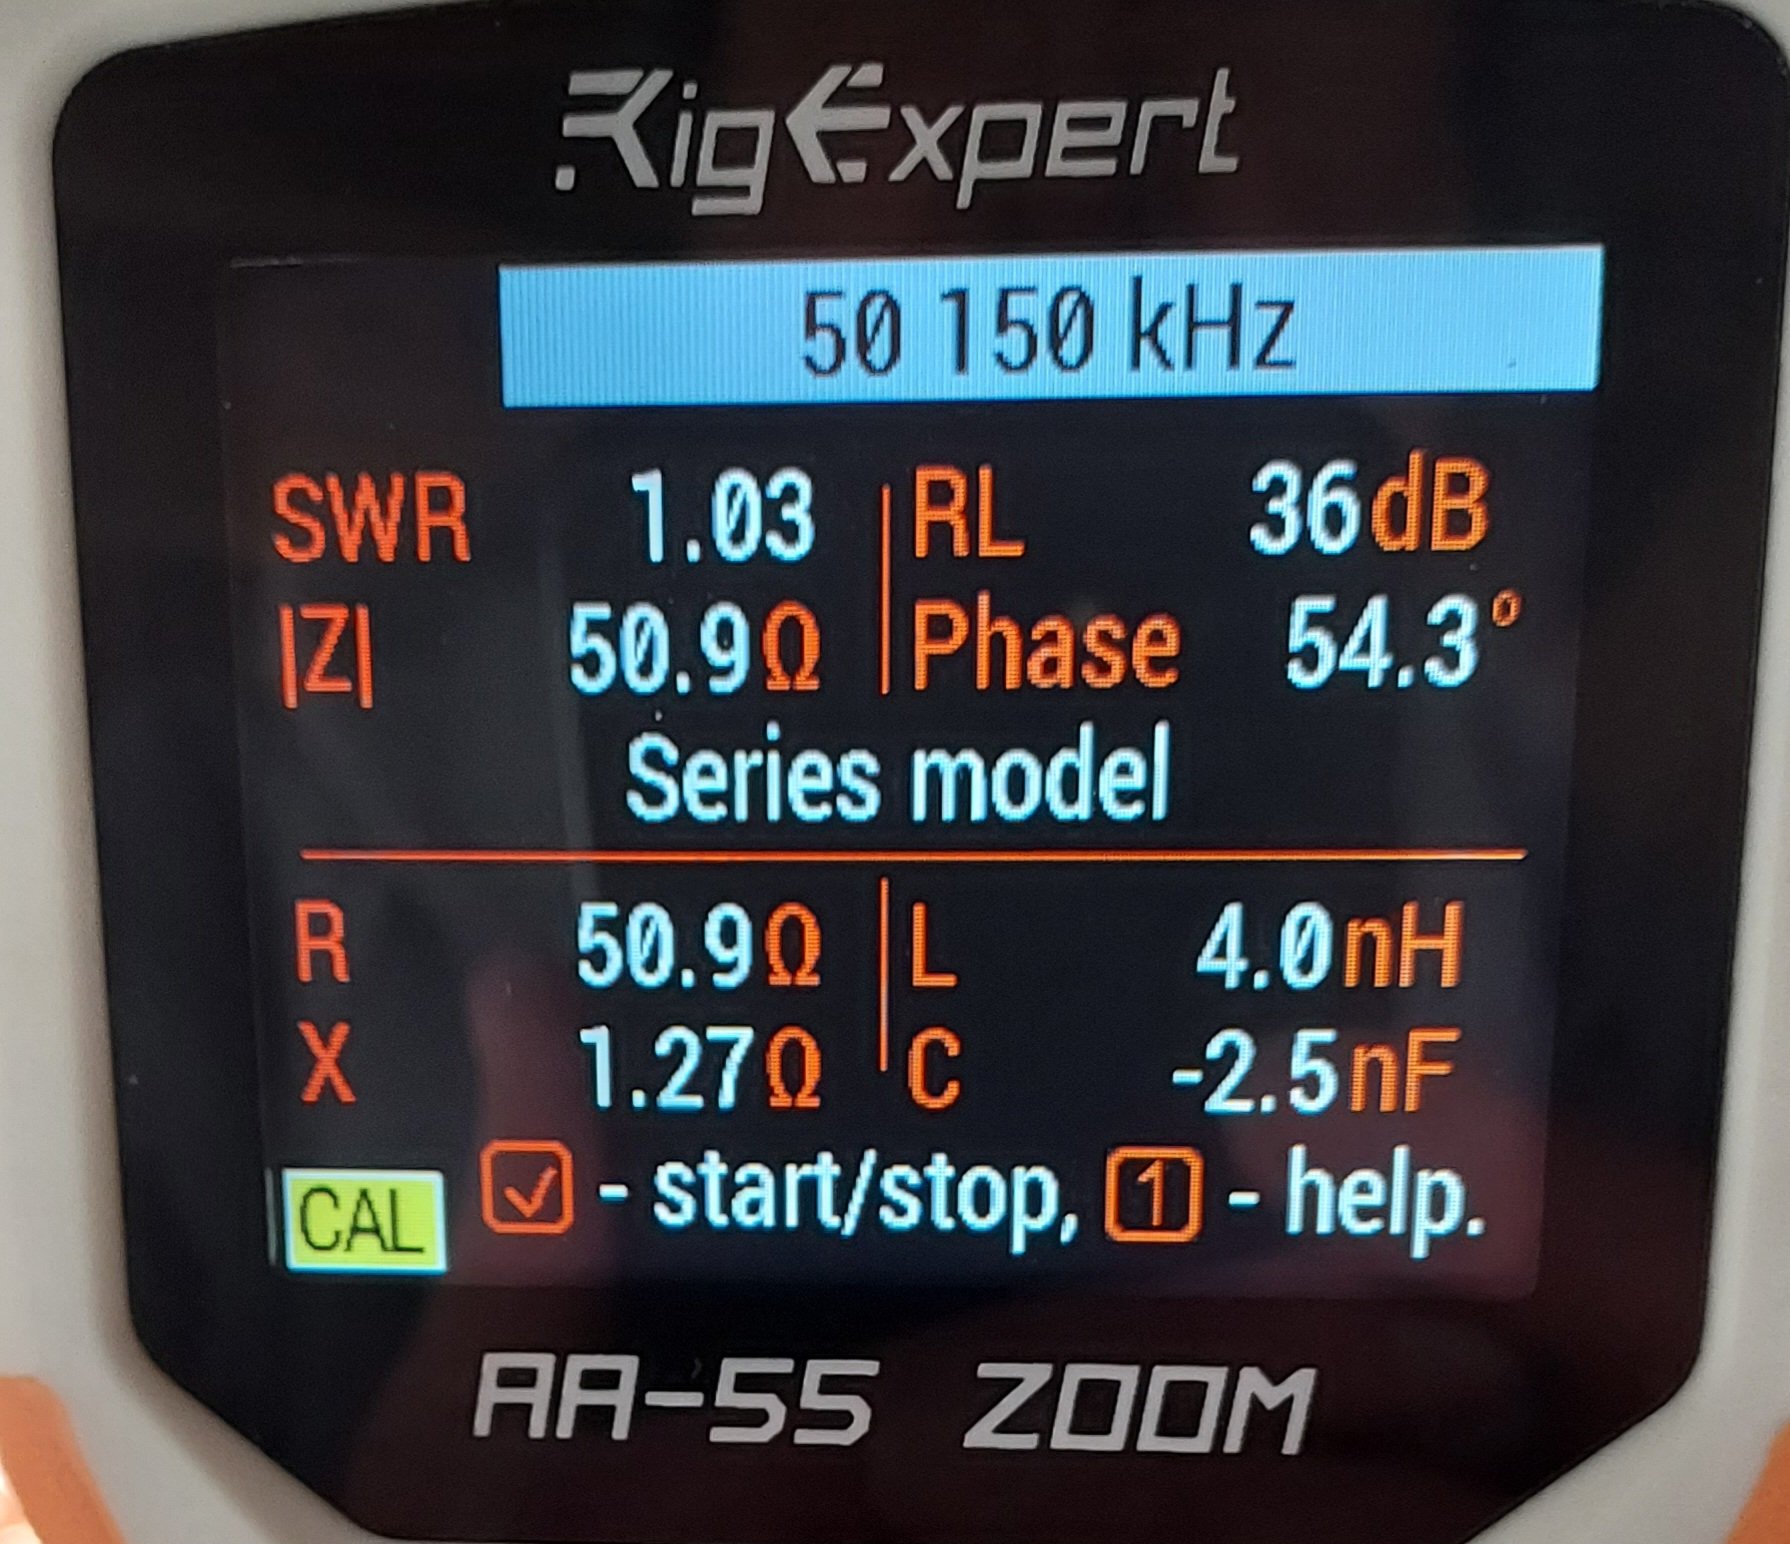 RigExpert
50 150 kHz
SWR 1.03 RL 36dB
|Z| 50.9Ω Phase 54.3°
Series model
R 50.9Ω L 4.0nH
X 1.27Ω C -2.5nF
CAL ✓ - start/stop, 1 - help.
AA-55 ZOOM